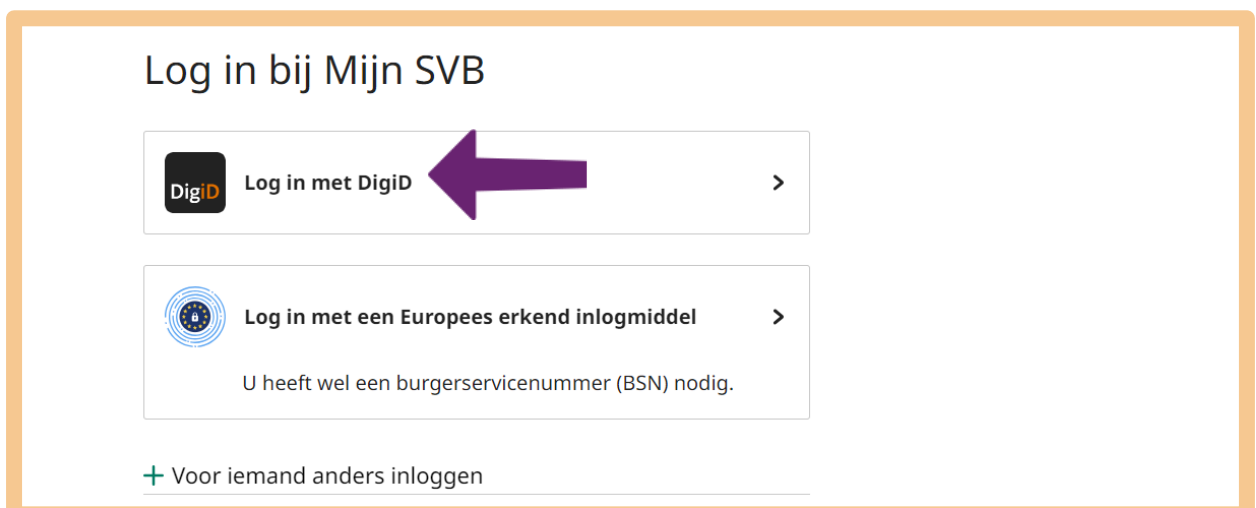 Log in bij Mijn SVB
DigiD
Log in met DigiD
Log in met een Europees erkend inlogmiddel
U heeft wel een burgerservicenummer (BSN) nodig.
Voor iemand anders inloggen